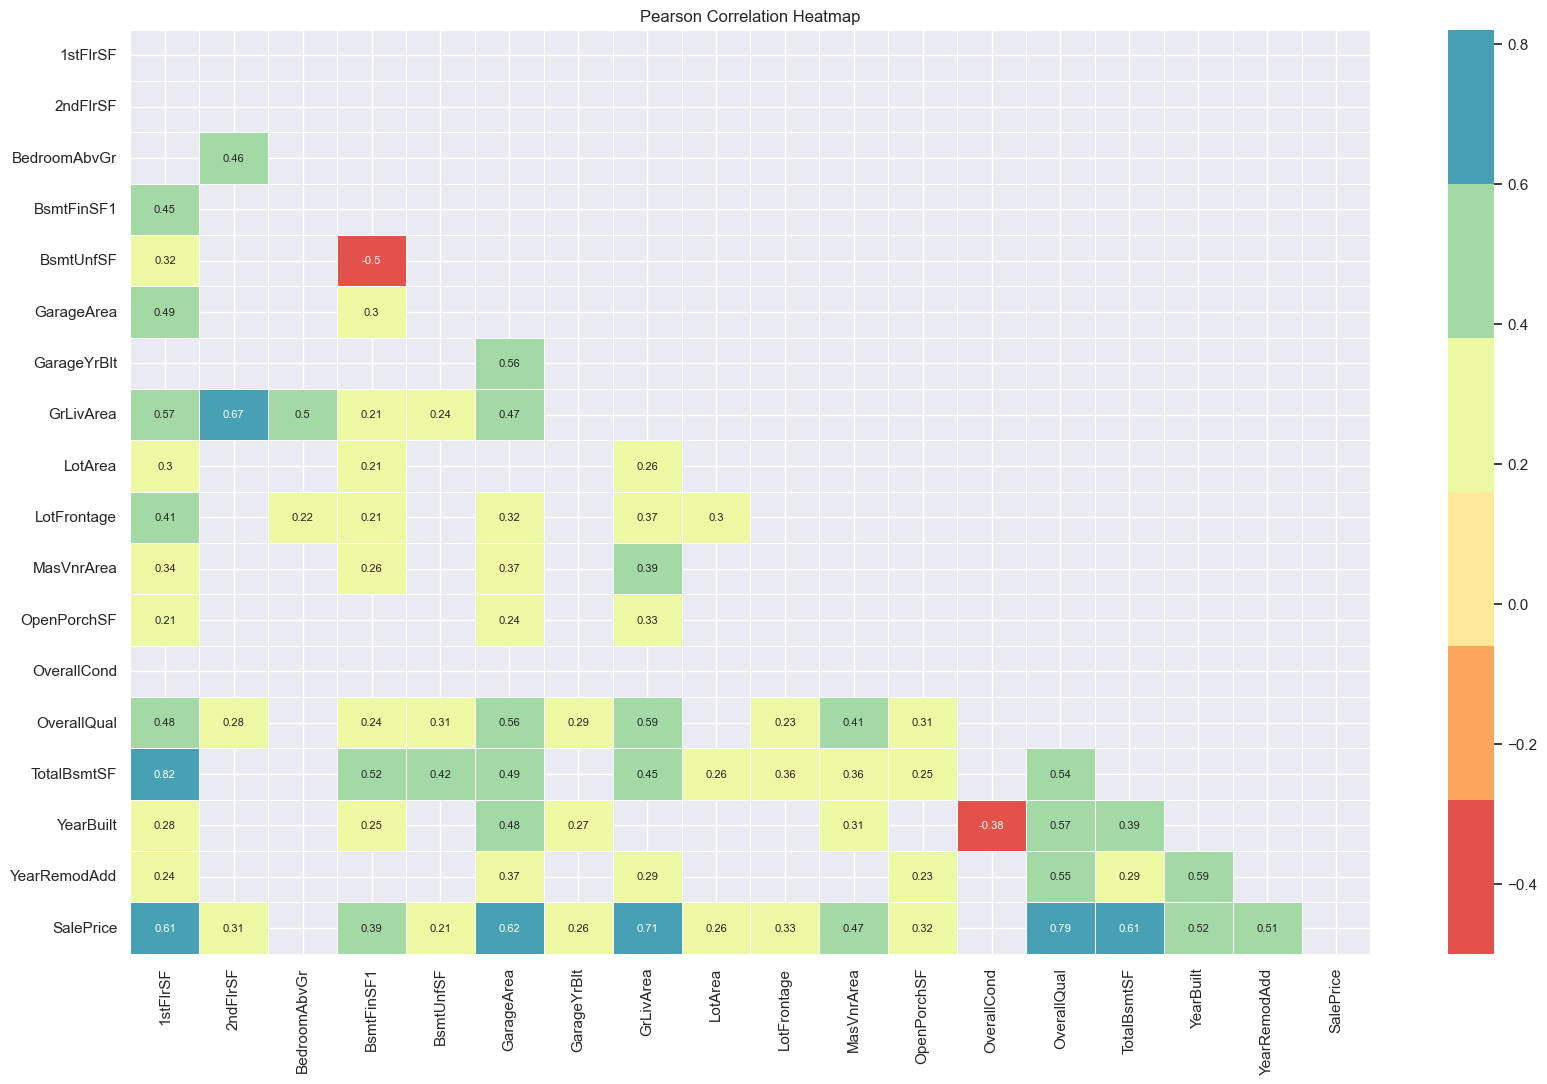 Pearson Correlation Heatmap
1stFlrSF
2ndFlrSF
BedroomAbvGr 0.46
BsmtFinSF1 0.45
BsmtUnfSF 0.32 -0.5
GarageArea 0.49 0.3
GarageYrBlt 0.56
GrLivArea 0.57 0.67 0.5 0.21 0.24 0.47
LotArea 0.3 0.21 0.26
LotFrontage 0.41 0.22 0.21 0.32 0.37 0.3
MasVnrArea 0.34 0.26 0.37 0.39
OpenPorchSF 0.21 0.24 0.33
OverallCond
OverallQual 0.48 0.28 0.24 0.31 0.56 0.29 0.59 0.23 0.41 0.31
TotalBsmtSF 0.82 0.52 0.42 0.49 0.45 0.26 0.36 0.36 0.25 0.54
YearBuilt 0.28 0.25 0.48 0.27 0.31 -0.38 0.57 0.39
YearRemodAdd 0.24 0.37 0.29 0.23 0.55 0.29 0.59
SalePrice 0.61 0.31 0.39 0.21 0.62 0.26 0.71 0.26 0.33 0.47 0.32 0.79 0.61 0.52 0.51
1stFlrSF
2ndFlrSF
BedroomAbvGr
BsmtFinSF1
BsmtUnfSF
GarageArea
GarageYrBlt
GrLivArea
LotArea
LotFrontage
MasVnrArea
OpenPorchSF
OverallCond
OverallQual
TotalBsmtSF
YearBuilt
YearRemodAdd
SalePrice
0.8
0.6
0.4
0.2
0.0
−0.2
−0.4